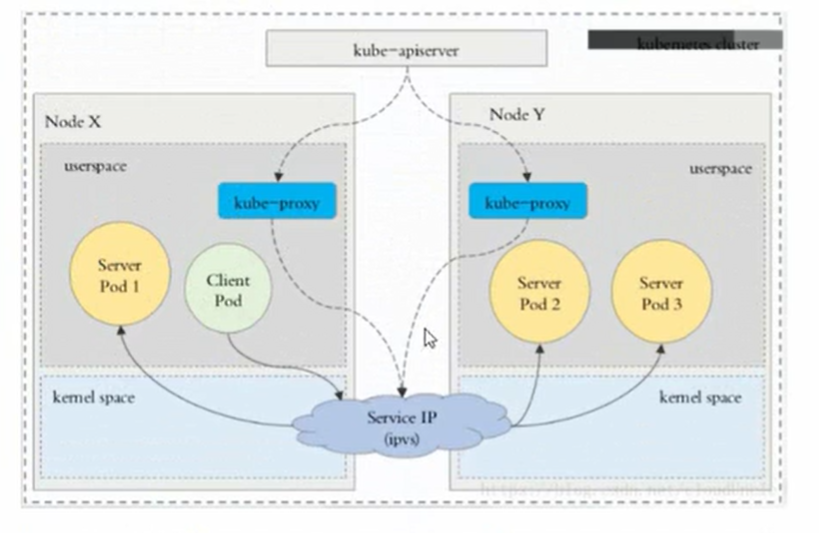 kube-apiserver
kubernetes cluster
Node X
Node Y
userspace
userspace
kube-proxy
kube-proxy
Server
Pod 1
Client
Pod
Server
Pod 2
Server
Pod 3
kernel space
kernel space
Service IP
(ipvs)